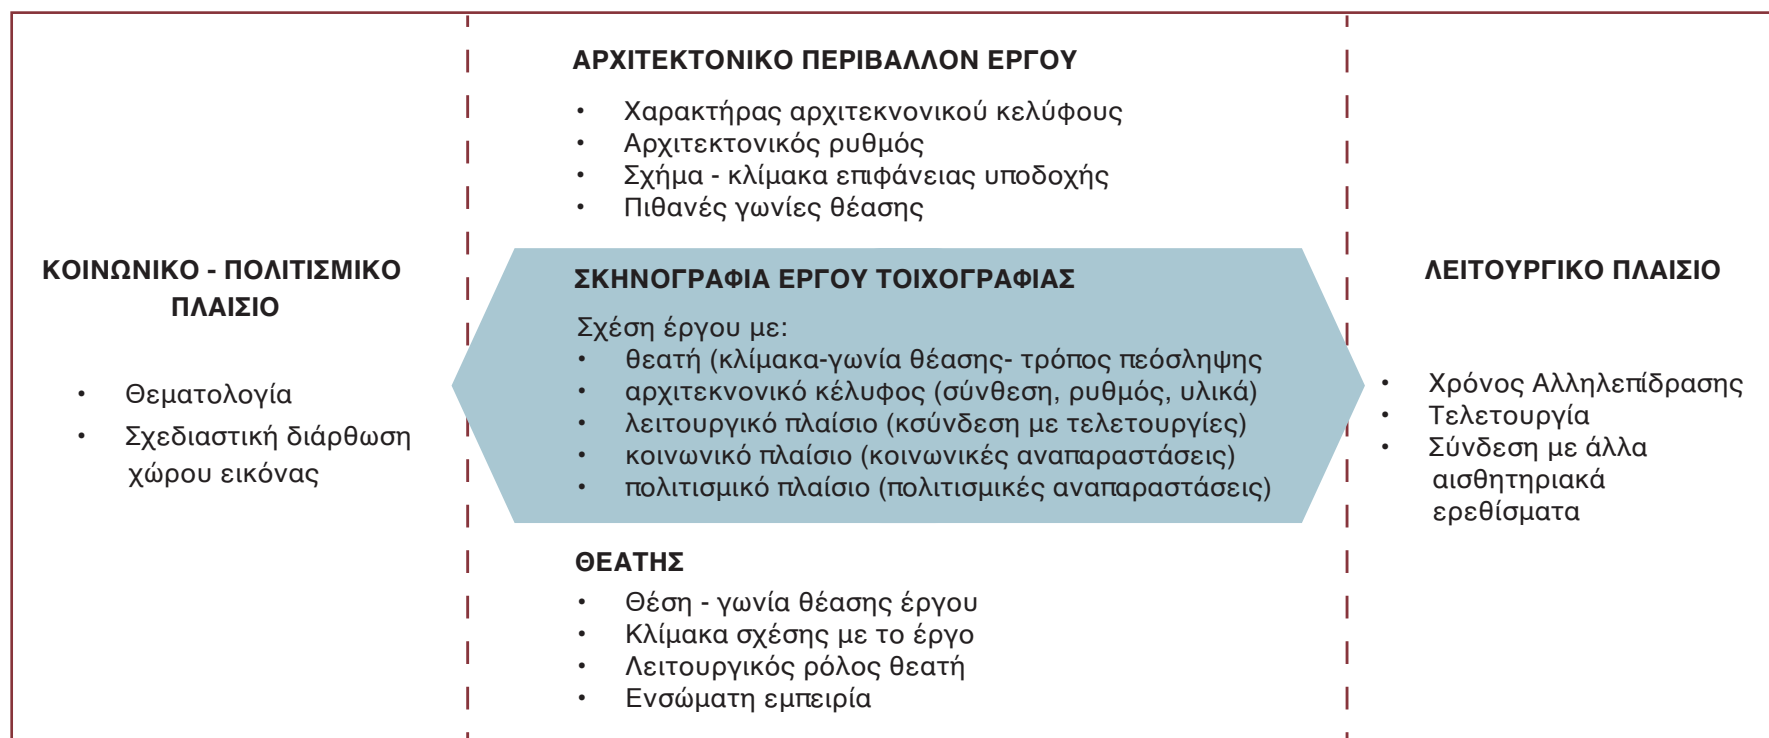 ΑΡΧΙΤΕΚΤΟΝΙΚΟ ΠΕΡΙΒΑΛΛΟΝ ΕΡΓΟΥ
• Χαρακτήρας αρχιτεκνονικού κελύφους
• Αρχιτεκτονικός ρυθμός
• Σχήμα - κλίμακα επιφάνειας υποδοχής
• Πιθανές γωνίες θέασης
ΚΟΙΝΩΝΙΚΟ - ΠΟΛΙΤΙΣΜΙΚΟ
ΠΛΑΙΣΙΟ
• Θεματολογία
• Σχεδιαστική διάρθωση
χώρου εικόνας
ΣΚΗΝΟΓΡΑΦΙΑ ΕΡΓΟΥ ΤΟΙΧΟΓΡΑΦΙΑΣ
Σχέση έργου με:
• θεατή (κλίμακα-γωνία θέασης- τρόπος πεόσληψης
• αρχιτεκνονικό κέλυφος (σύνθεση, ρυθμός, υλικά)
• λειτουργικό πλαίσιο (κσύνδεση με τελετουργίες)
• κοινωνικό πλαίσιο (κοινωνικές αναπαραστάσεις)
• πολιτισμικό πλαίσιο (πολιτισμικές αναπαραστάσεις)
ΛΕΙΤΟΥΡΓΙΚΟ ΠΛΑΙΣΙΟ
• Χρόνος Αλληλεπίδρασης
• Τελετουργία
• Σύνδεση με άλλα
αισθητηριακά
ερεθίσματα
ΘΕΑΤΗΣ
• Θέση - γωνία θέασης έργου
• Κλίμακα σχέσης με το έργο
• Λειτουργικός ρόλος θεατή
• Ενσώματη εμπειρία